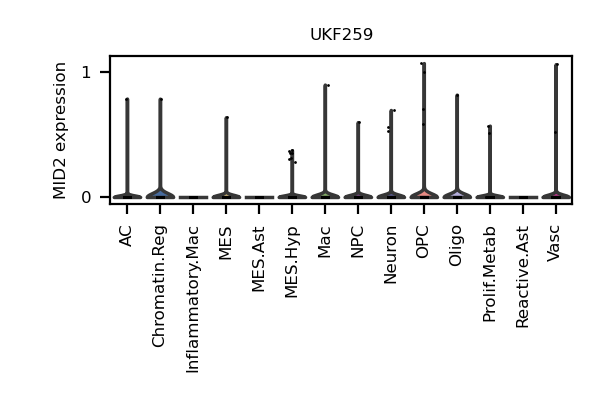 UKF259
MID2 expression
1
0
AC
Chromatin.Reg
Inflammatory.Mac
MES
MES.Ast
MES.Hyp
Mac
NPC
Neuron
OPC
Oligo
Prolif.Metab
Reactive.Ast
Vasc